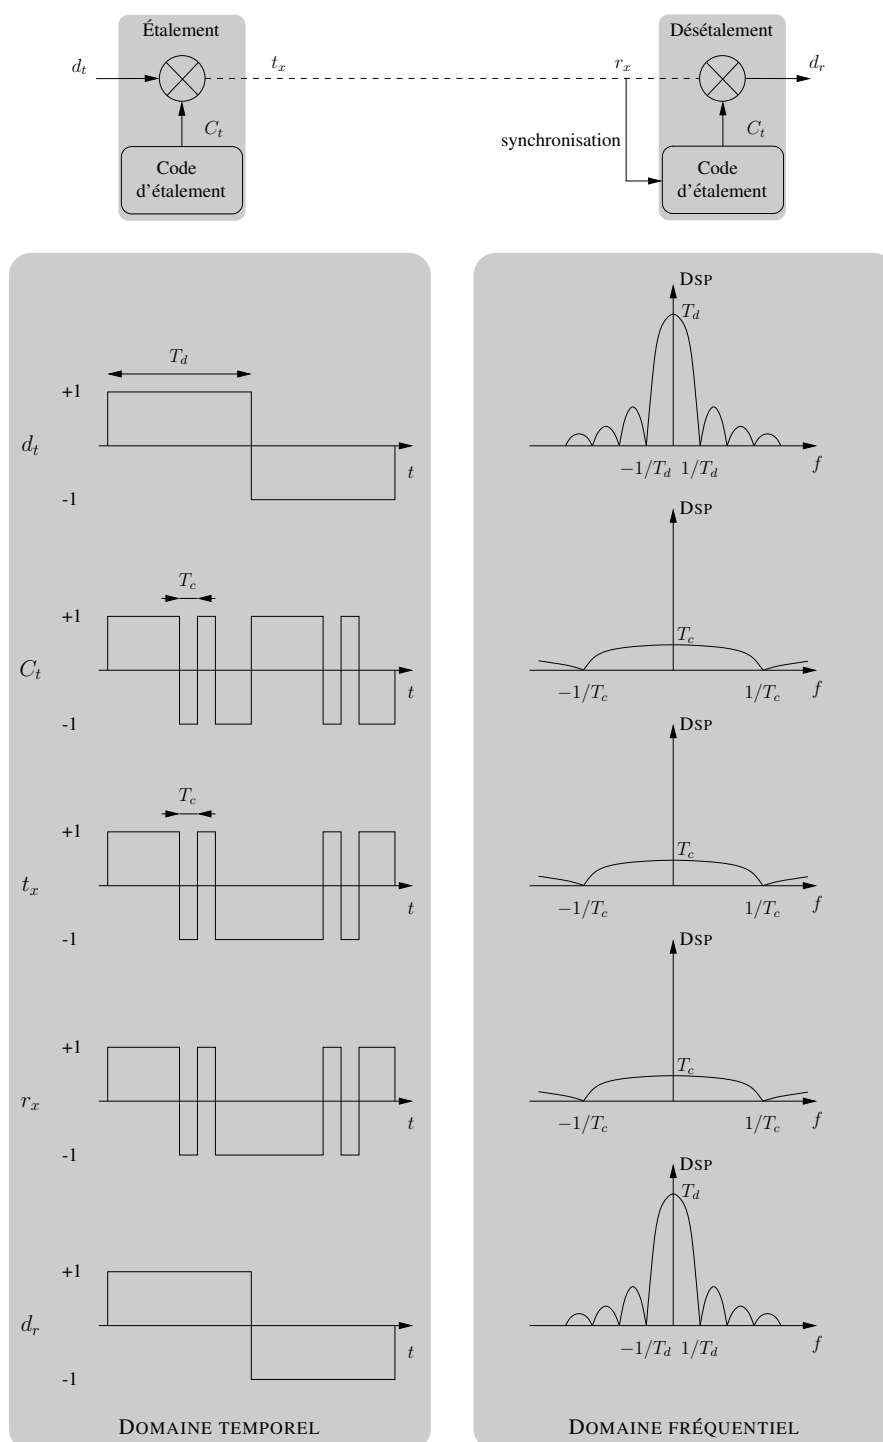 Étalement
Désétalement
d_t
t_x
r_x
d_r
C_t
C_t
synchronisation
Code
d'étalement
Code
d'étalement
DSP
T_d
T_d
+1
d_t
t
-1
−1/T_d
1/T_d
f
DSP
T_c
+1
T_c
C_t
t
-1
−1/T_c
1/T_c
f
DSP
T_c
+1
T_c
t_x
t
-1
−1/T_c
1/T_c
f
DSP
+1
T_c
r_x
t
-1
−1/T_c
1/T_c
f
DSP
T_d
+1
d_r
t
-1
−1/T_d
1/T_d
f
DOMAINE TEMPOREL
DOMAINE FRÉQUENTIEL